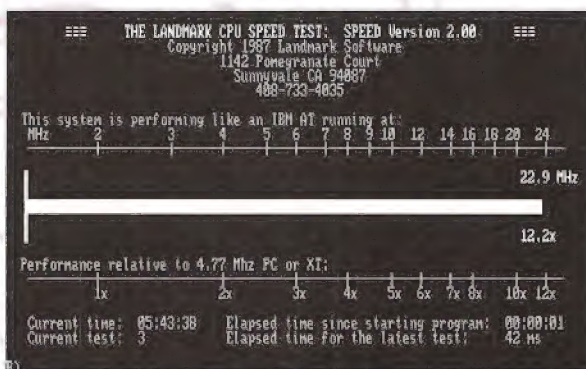 THE LANDMARK CPU SPEED TEST: SPEED Version 2.00
Copyright 1987 Landmark Software
1142 Pomegranate Court
Sunnyvale CA 94087
408-733-4035
This system is performing like an IBM AT running at:
MHz 2 3 4 5 6 7 8 9 10 12 14 16 18 20 24
22.9 MHz
12.2x
Performance relative to 4.77 Mhz PC or XT:
1x 2x 3x 4x 5x 6x 7x 8x 10x 12x
Current time: 05:43:38 Elapsed time since starting program: 00:00:01
Current test: 3 Elapsed time for the latest test: 42 ms